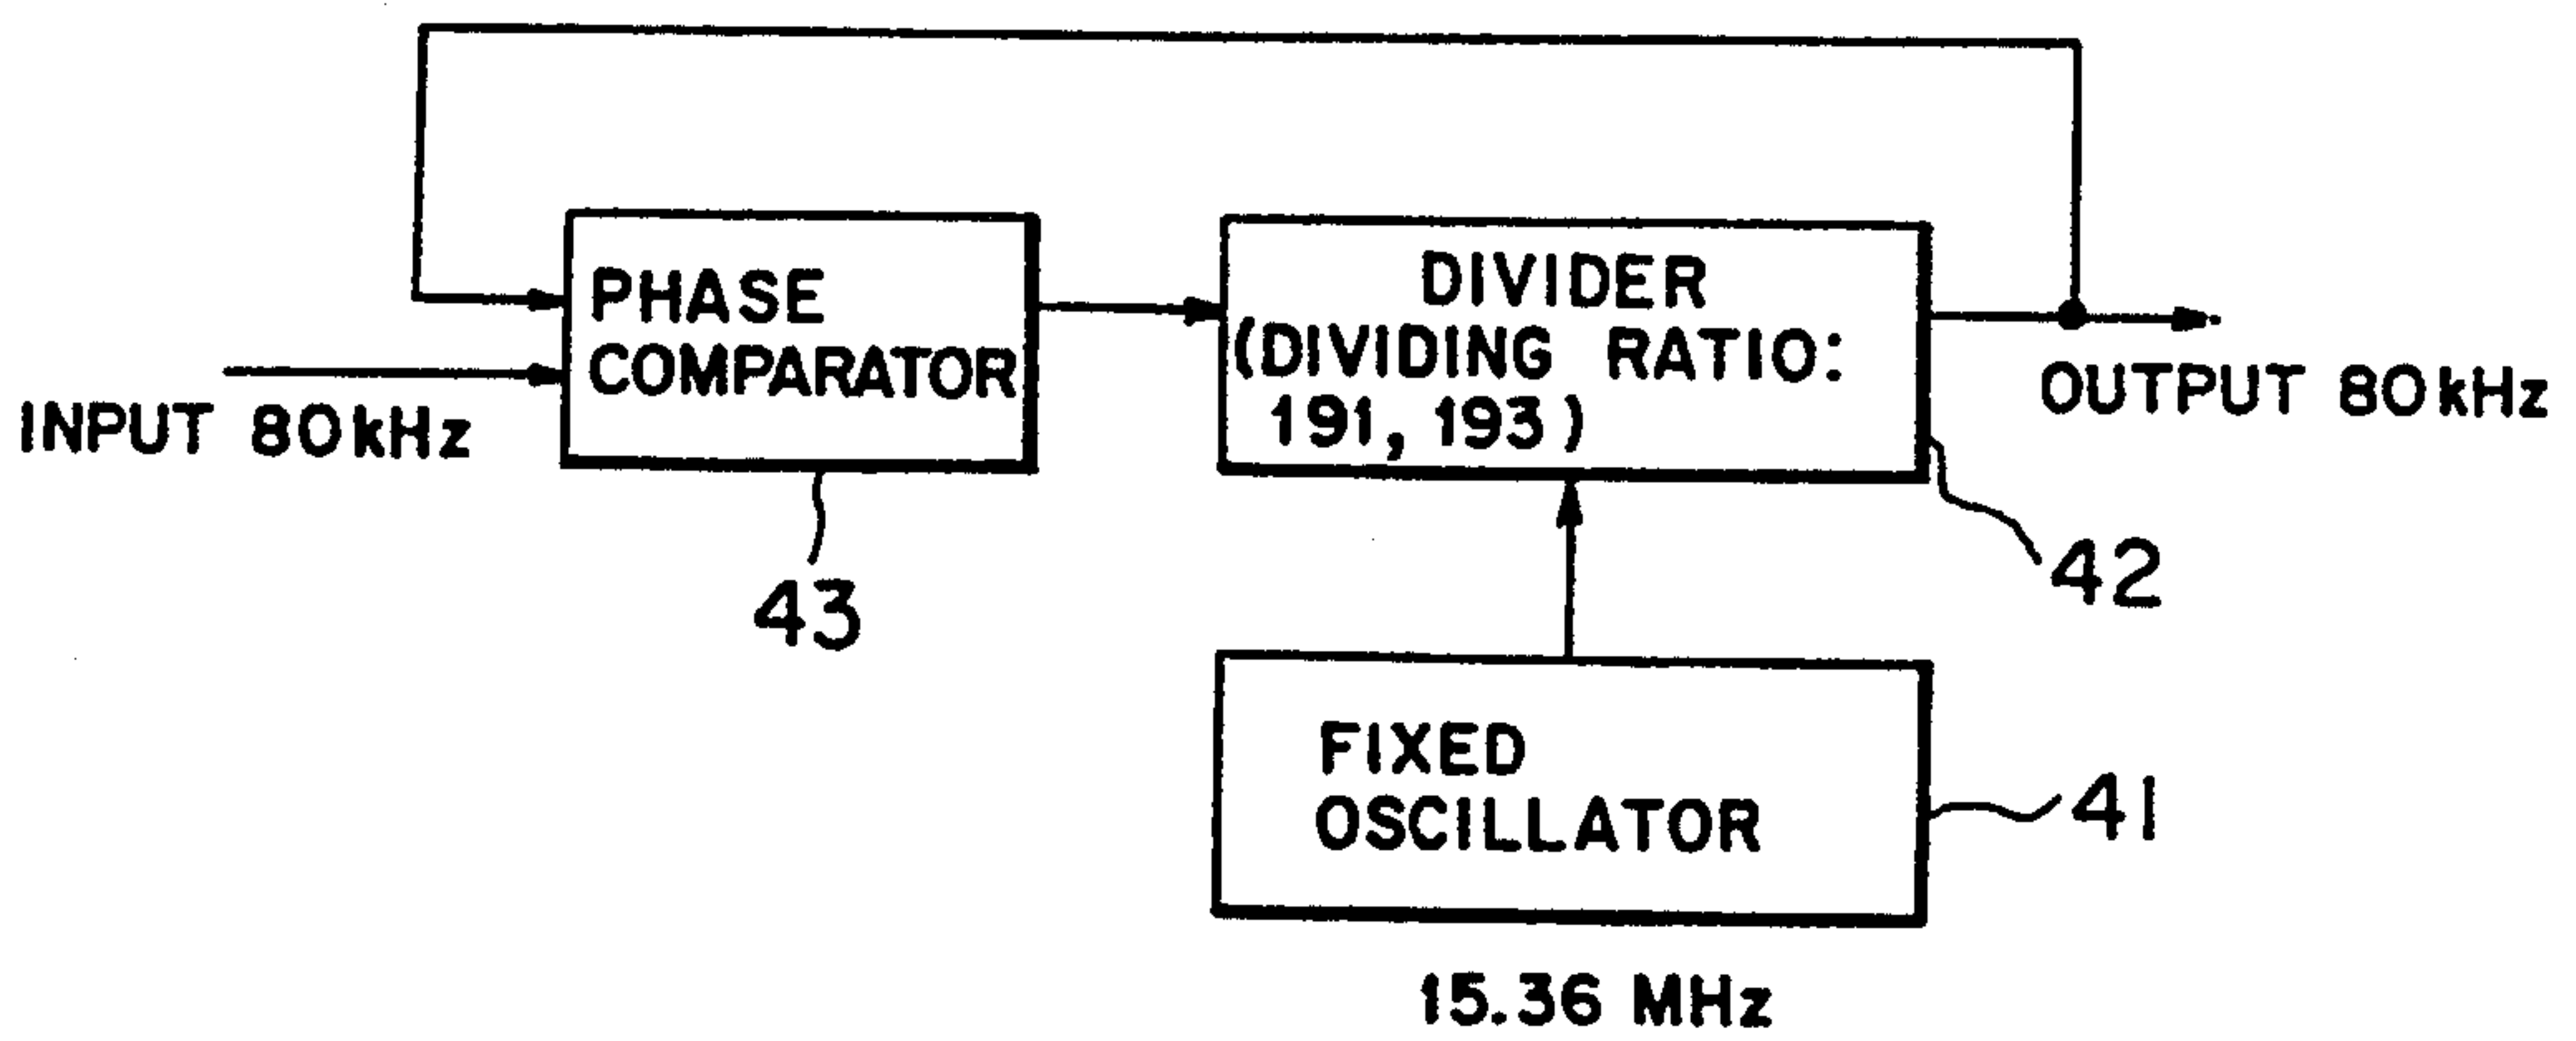 PHASE
COMPARATOR
INPUT 80kHz
43
DIVIDER
(DIVIDING RATIO:
191, 193)
OUTPUT 80kHz
42
FIXED
OSCILLATOR
41
15.36 MHz